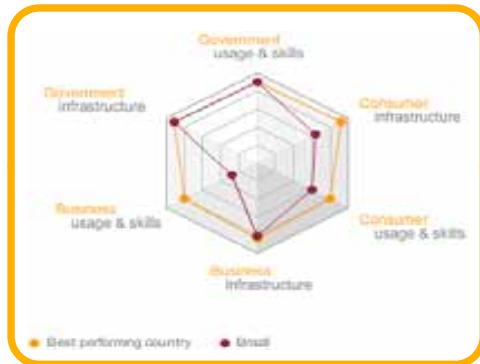 Government
usage & skills
Government
infrastructure
Consumer
infrastructure
Business
usage & skills
Consumer
usage & skills
Business
infrastructure
Best performing country
Brazil